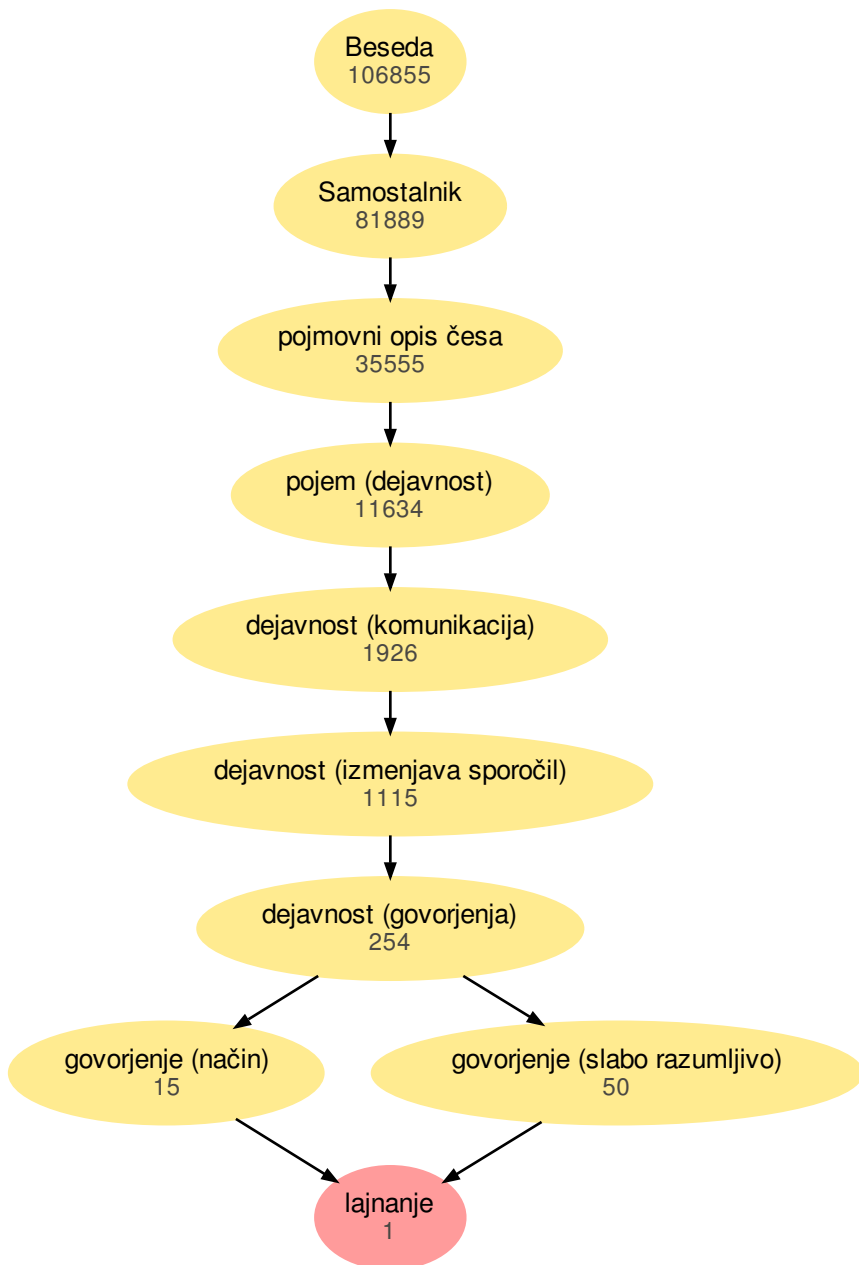 Beseda
106855
Samostalnik
81889
pojmovni opis česa
35555
pojem (dejavnost)
11634
dejavnost (komunikacija)
1926
dejavnost (izmenjava sporočil)
1115
dejavnost (govorjenja)
254
govorjenje (način)
15
govorjenje (slabo razumljivo)
50
lajnanje
1